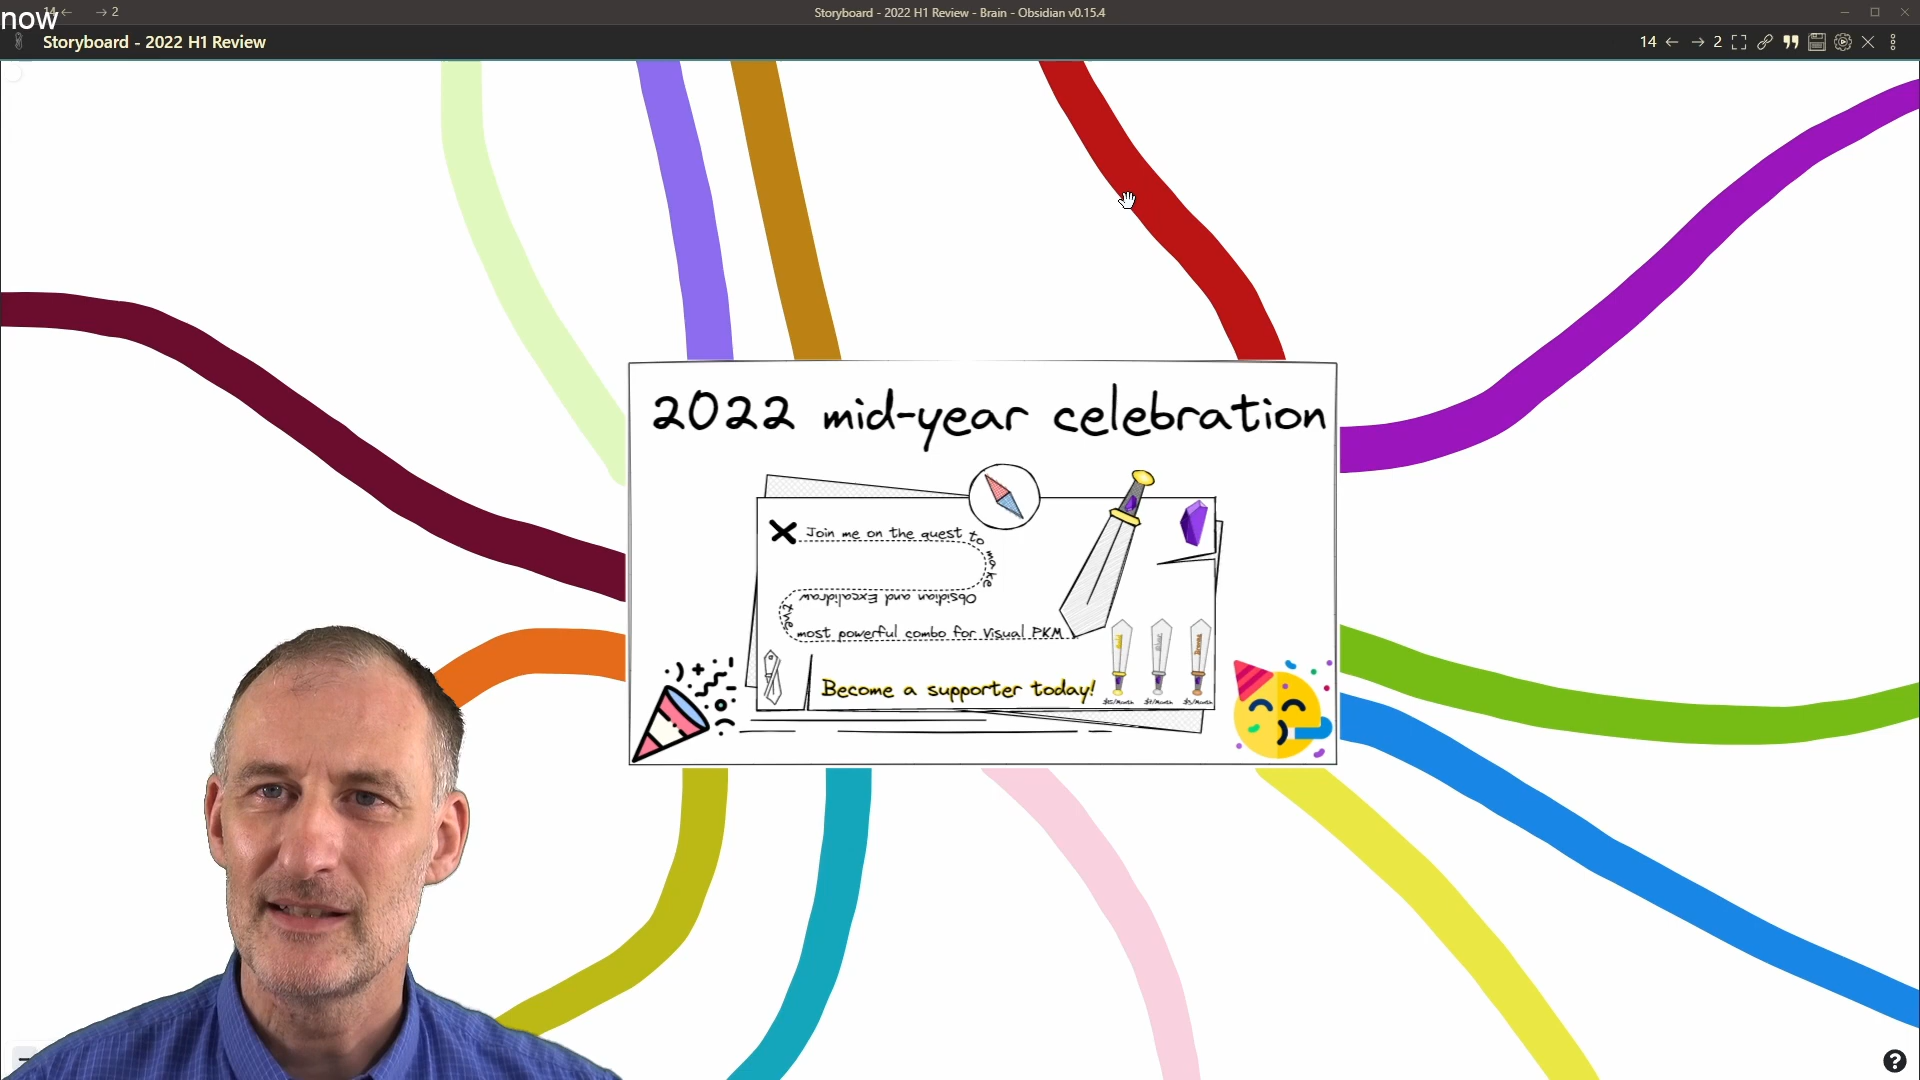 now
14 ← → 2
Storyboard - 2022 H1 Review - Brain - Obsidian v0.15.4
Storyboard - 2022 H1 Review
14 ← → 2
2022 mid-year celebration
Join me on the quest to
make
Obsidian and Excalidraw
the
most powerful combo for Visual PKM
Become a supporter today!